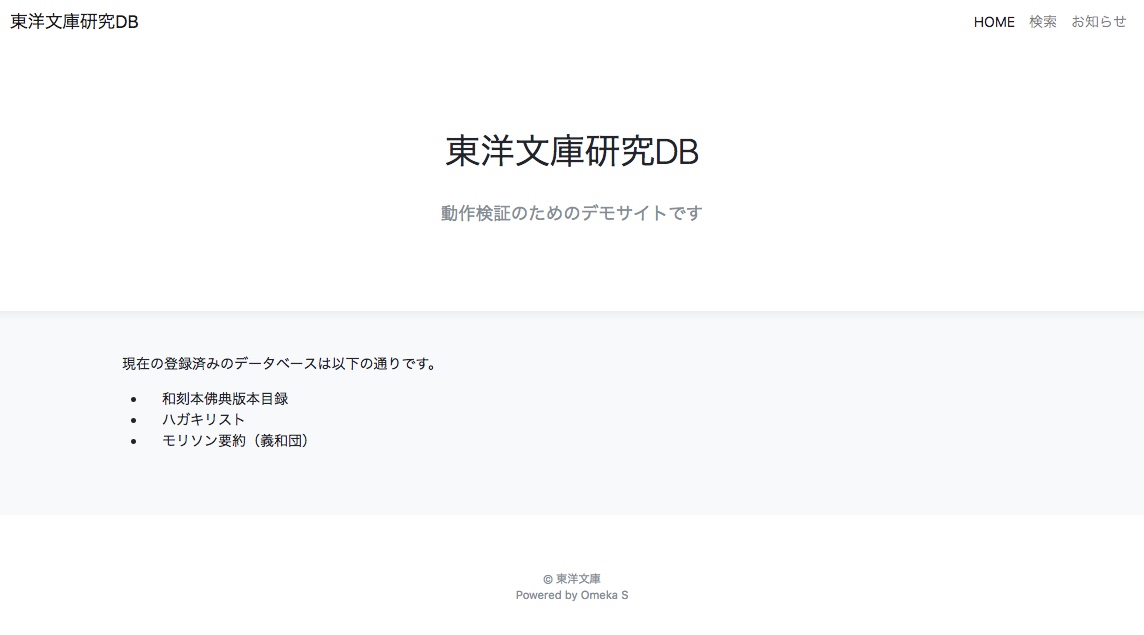 東洋文庫研究DB
HOME 検索 お知らせ
東洋文庫研究DB
動作検証のためのデモサイトです
現在の登録済みのデータベースは以下の通りです。
• 和刻本佛典版本目録
• ハガキリスト
• モリソン要約（義和団）
© 東洋文庫
Powered by Omeka S